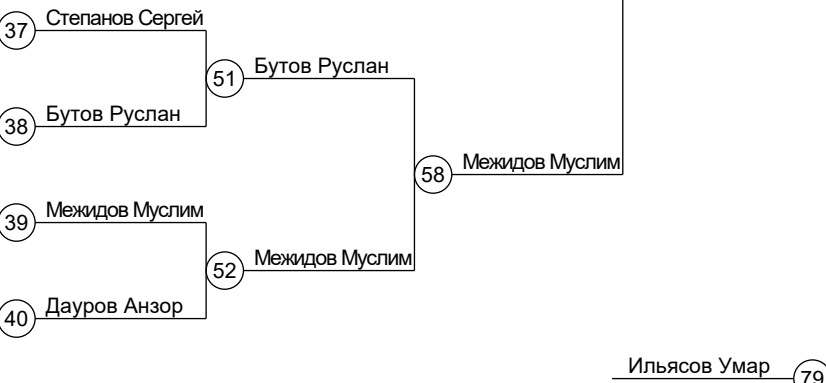 37 Степанов Сергей
51 Бутов Руслан
38 Бутов Руслан
58 Межидов Муслим
39 Межидов Муслим
52 Межидов Муслим
40 Дауров Анзор
Ильясов Умар 79